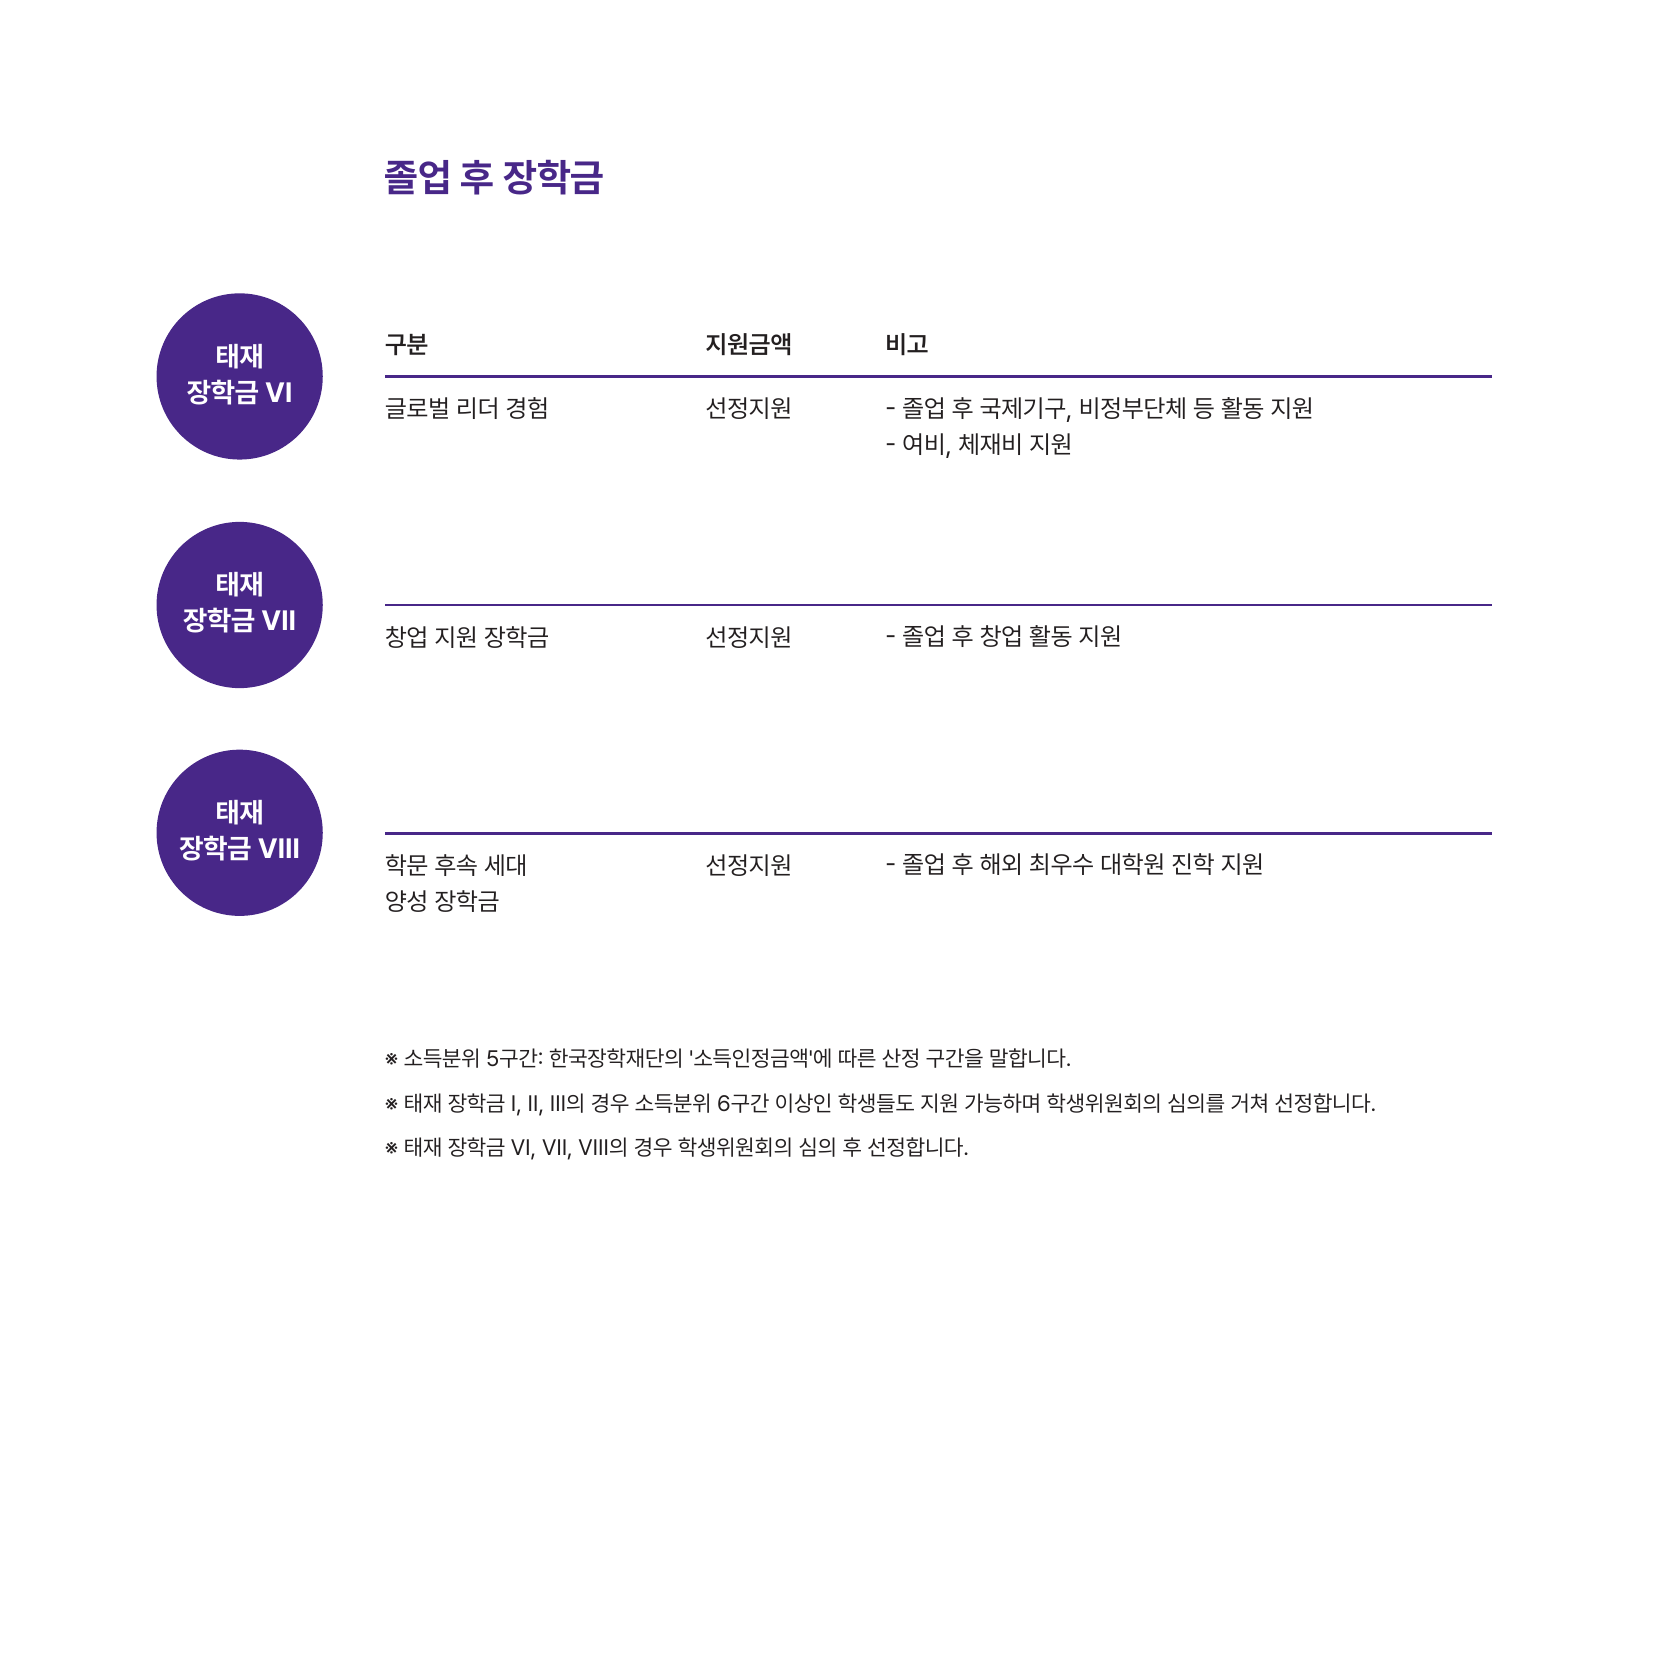 졸업 후 장학금
태재
장학금 VI
구분 지원금액 비고
글로벌 리더 경험 선정지원 - 졸업 후 국제기구, 비정부단체 등 활동 지원
- 여비, 체재비 지원
태재
장학금 VII
창업 지원 장학금 선정지원 - 졸업 후 창업 활동 지원
태재
장학금 VIII
학문 후속 세대 선정지원 - 졸업 후 해외 최우수 대학원 진학 지원
양성 장학금
※ 소득분위 5구간: 한국장학재단의 '소득인정금액'에 따른 산정 구간을 말합니다.
※ 태재 장학금 I, II, III의 경우 소득분위 6구간 이상인 학생들도 지원 가능하며 학생위원회의 심의를 거쳐 선정합니다.
※ 태재 장학금 VI, VII, VIII의 경우 학생위원회의 심의 후 선정합니다.